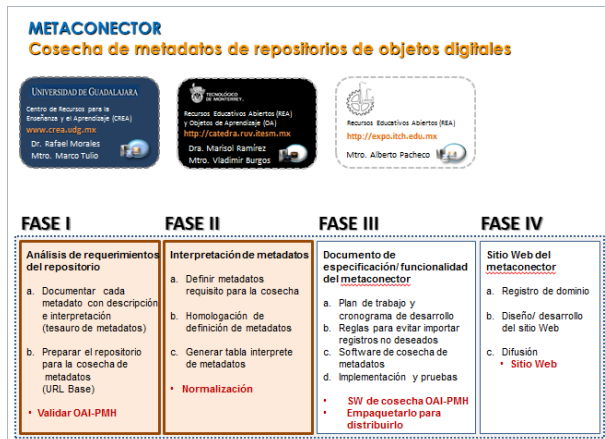 METACONECTOR
Cosecha de metadatos de repositorios de objetos digitales
UNIVERSIDAD DE GUADALAJARA
Centro de Recursos para la
Enseñanza y el Aprendizaje (CREA)
www.crea.udg.mx
Dr. Rafael Morales
Mtro. Marco Tulio
TECNOLÓGICO
DE MONTERREY.
Recursos Educativos Abiertos (REA)
y Objetos de Aprendizaje (OA)
http://catedra.ruv.itesm.mx
Dra. Marisol Ramírez
Mtro. Vladimir Burgos
Recursos Educativos Abiertos (REA)
http://expo.itch.edu.mx
Mtro. Alberto Pacheco
FASE I
Análisis de requerimientos
del repositorio
a. Documentar cada
metadato con descripción
e interpretación
(tesauro de metadatos)
b. Preparar el repositorio
para la cosecha de
metadatos
(URL Base)
• Validar OAI-PMH
FASE II
Interpretación de metadatos
a. Definir metadatos
requisito para la cosecha
b. Homologación de
definición de metadatos
c. Generar tabla interprete
de metadatos
• Normalización
FASE III
Documento de
especificación/funcionalidad
del metaconector
a. Plan de trabajo y
cronograma de desarrollo
b. Reglas para evitar importar
registros no deseados
c. Software de cosecha de
metadatos
d. Implementación y pruebas
• SW de cosecha OAI-PMH
• Empaquetarlo para
distribuirlo
FASE IV
Sitio Web del
metaconector
a. Registro de dominio
b. Diseño/ desarrollo
del sitio Web
c. Difusión
• Sitio Web